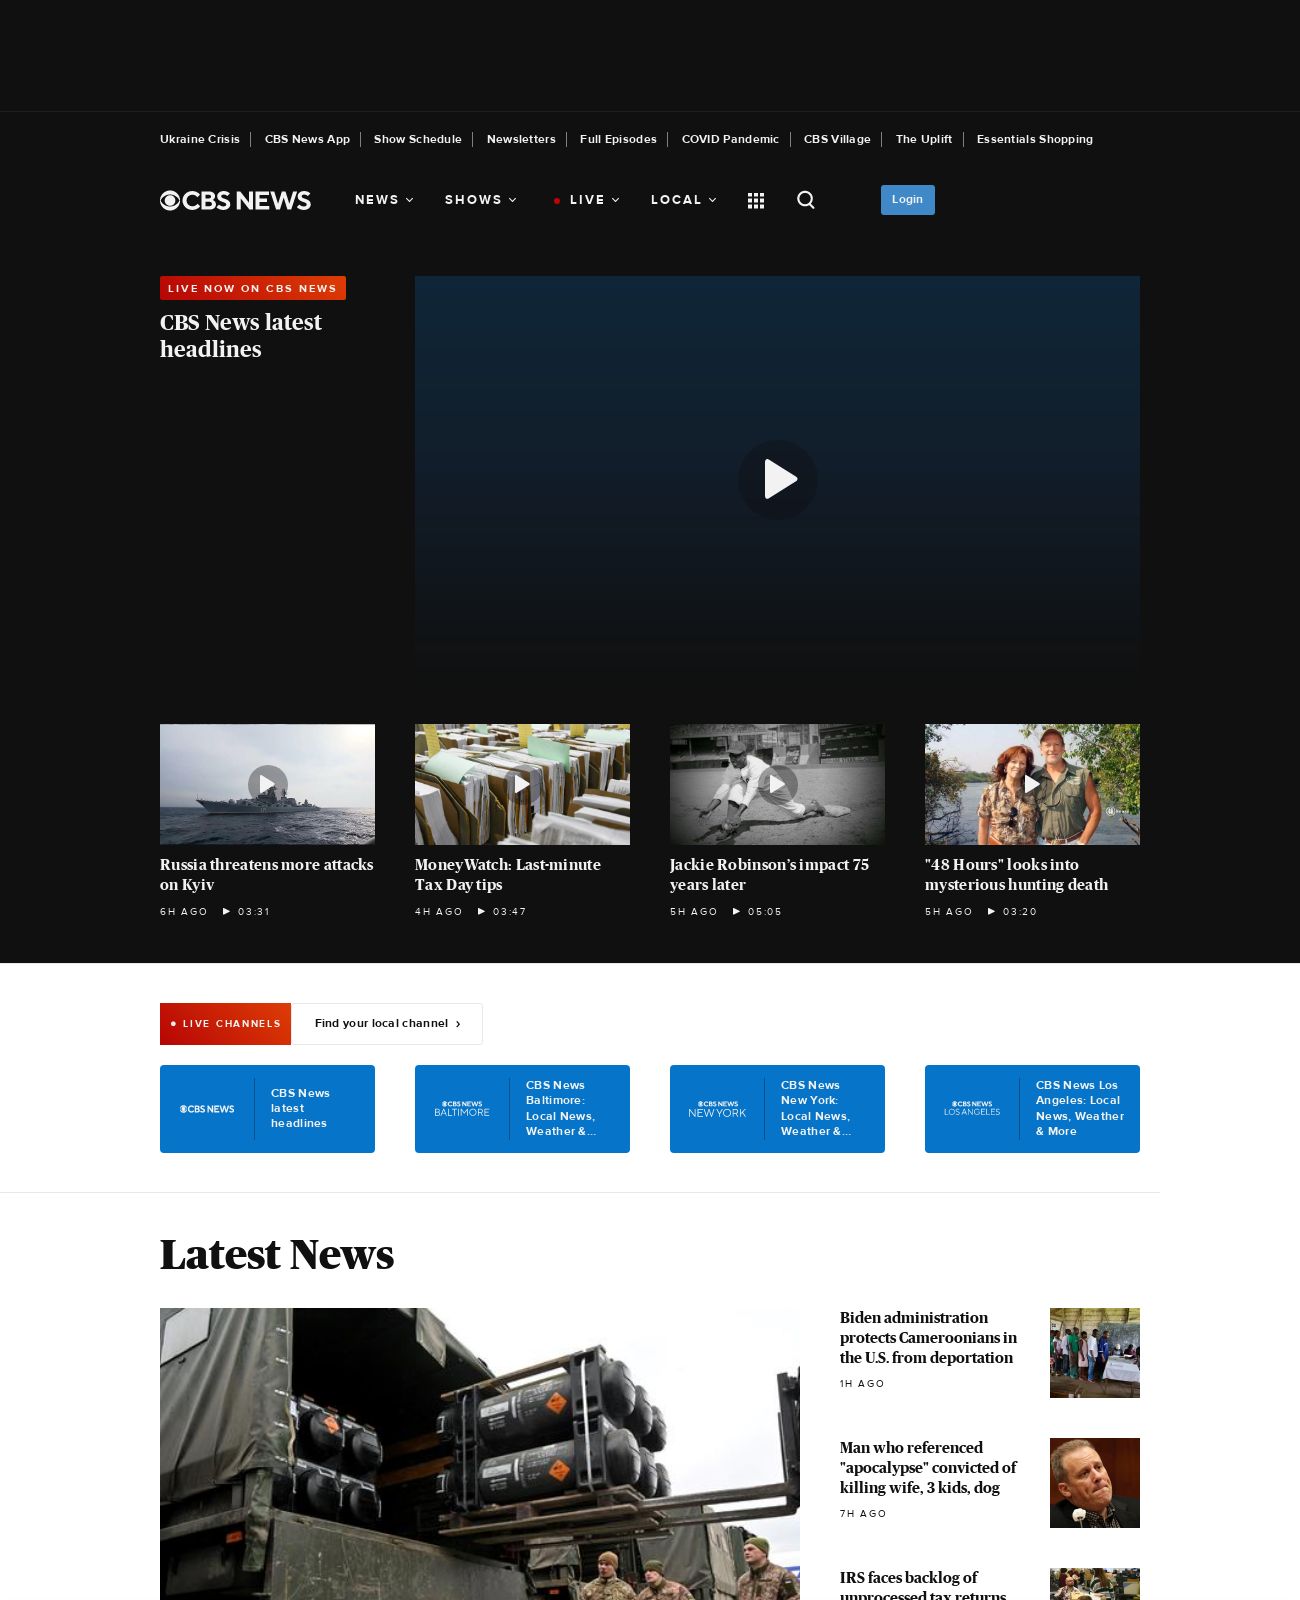 Ukraine Crisis CBS News App Show Schedule Newsletters Full Episodes COVID Pandemic CBS Village The Uplift Essentials Shopping
CBS NEWS NEWS SHOWS LIVE LOCAL Login
LIVE NOW ON CBS NEWS
CBS News latest
headlines
Russia threatens more attacks
on Kyiv
6H AGO 03:31
MoneyWatch: Last-minute
Tax Day tips
4H AGO 03:47
Jackie Robinson's impact 75
years later
5H AGO 05:05
"48 Hours" looks into
mysterious hunting death
5H AGO 03:20
LIVE CHANNELS
Find your local channel ›
CBS NEWS
CBS News
latest
headlines
CBS NEWS
BALTIMORE
CBS News
Baltimore:
Local News,
Weather &...
CBS NEWS
NEW YORK
CBS News
New York:
Local News,
Weather &...
CBS NEWS
LOS ANGELES
CBS News Los
Angeles: Local
News, Weather
& More
Latest News
Biden administration
protects Cameroonians in
the U.S. from deportation
1H AGO
Man who referenced
"apocalypse" convicted of
killing wife, 3 kids, dog
7H AGO
IRS faces backlog of
unprocessed tax returns